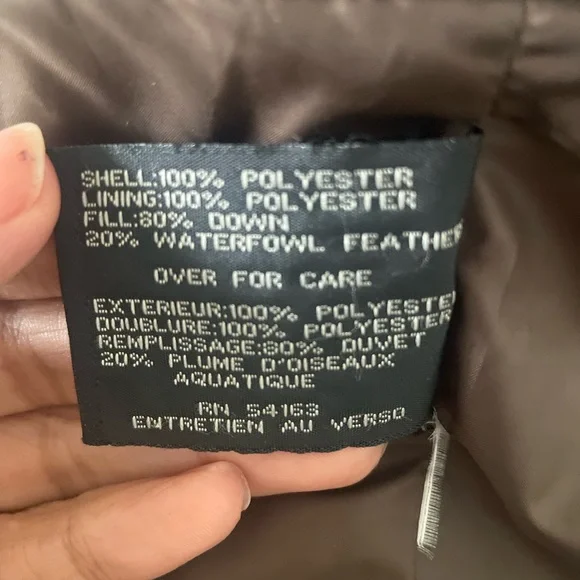 SHELL:100% POLYESTER
LINING:100% POLYESTER
FILL:80% DOWN
20% WATERFOWL FEATHER
OVER FOR CARE
EXTERIEUR:100% POLYESTER
DOUBLURE:100% POLYESTER
REMPLISSAGE:80% DUVET
20% PLUME D'OISEAUX
AQUATIQUE
RN 54163
ENTRETIEN AU VERSO